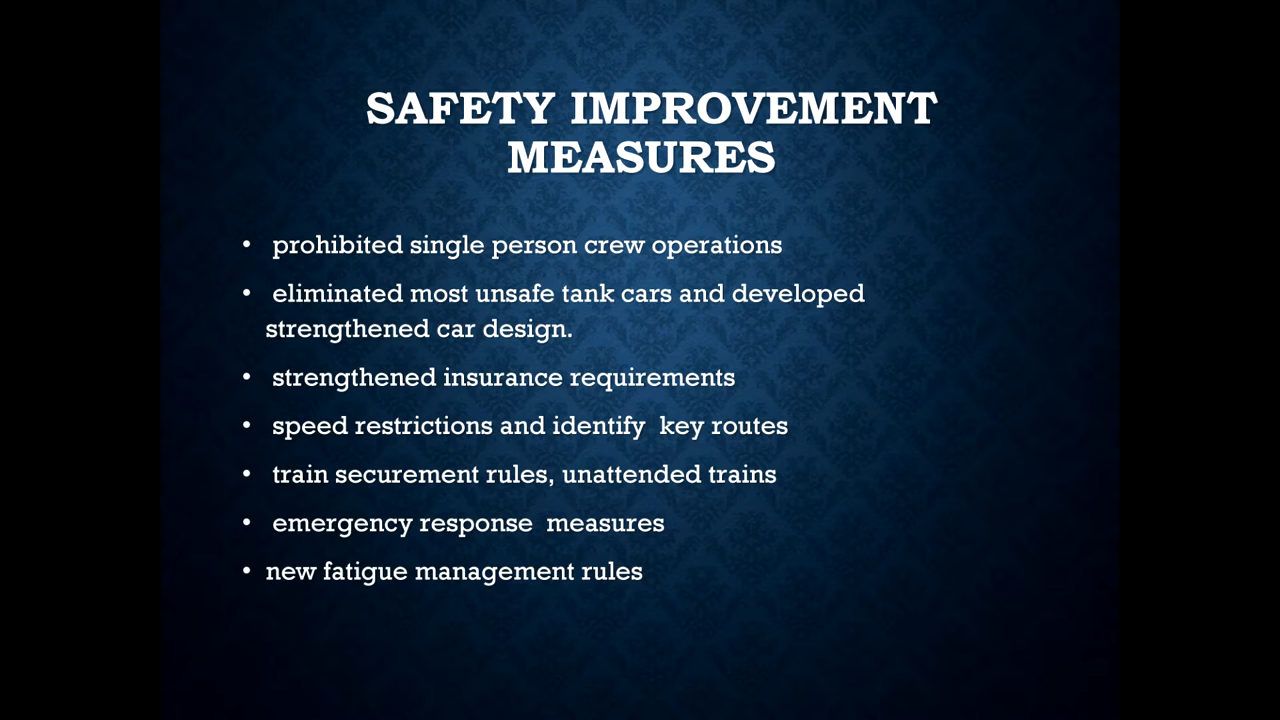 SAFETY IMPROVEMENT
MEASURES
• prohibited single person crew operations
• eliminated most unsafe tank cars and developed
strengthened car design.
• strengthened insurance requirements
• speed restrictions and identify  key routes
• train securement rules, unattended trains
• emergency response  measures
• new fatigue management rules